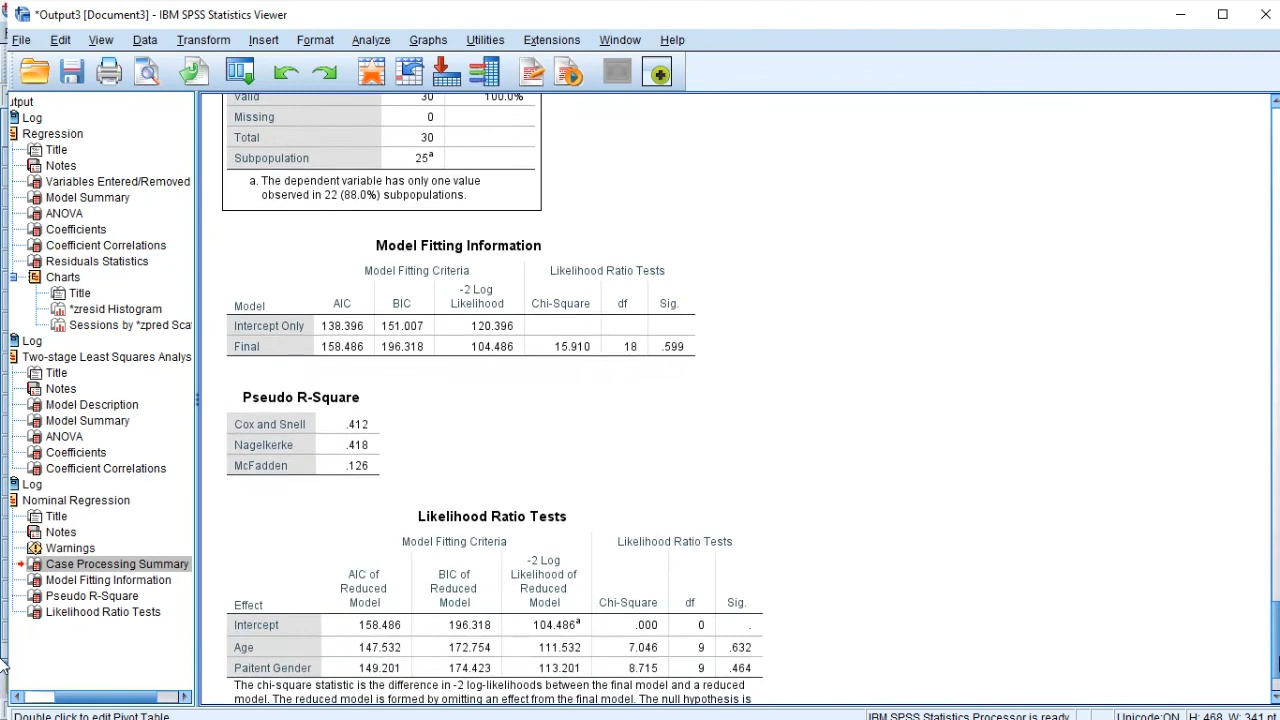 *Output3 [Document3] - IBM SPSS Statistics Viewer
File Edit View Data Transform Insert Format Analyze Graphs Utilities Extensions Window Help
utput
Log
Regression
Title
Notes
Variables Entered/Removed
Model Summary
ANOVA
Coefficients
Coefficient Correlations
Residuals Statistics
Charts
Title
*zresid Histogram
Sessions by *zpred Sca
Log
Two-stage Least Squares Analys
Title
Notes
Model Description
Model Summary
ANOVA
Coefficients
Coefficient Correlations
Log
Nominal Regression
Title
Notes
Warnings
Case Processing Summary
Model Fitting Information
Pseudo R-Square
Likelihood Ratio Tests
Valid 30 100.0%
Missing 0
Total 30
Subpopulation 25a
a. The dependent variable has only one value
observed in 22 (88.0%) subpopulations.
Model Fitting Information
Model Fitting Criteria Likelihood Ratio Tests
Model AIC BIC -2 Log Likelihood Chi-Square df Sig.
Intercept Only 138.396 151.007 120.396
Final 158.486 196.318 104.486 15.910 18 .599
Pseudo R-Square
Cox and Snell .412
Nagelkerke .418
McFadden .126
Likelihood Ratio Tests
Model Fitting Criteria Likelihood Ratio Tests
Effect AIC of Reduced Model BIC of Reduced Model -2 Log Likelihood of Reduced Model Chi-Square df Sig.
Intercept 158.486 196.318 104.486a .000 0 .
Age 147.532 172.754 111.532 7.046 9 .632
Paitent Gender 149.201 174.423 113.201 8.715 9 .464
The chi-square statistic is the difference in -2 log-likelihoods between the final model and a reduced
model. The reduced model is formed by omitting an effect from the final model. The null hypothesis is
Double click to edit Pivot Table IBM SPSS Statistics Processor is ready Unicode:ON H: 468, W: 341 pt